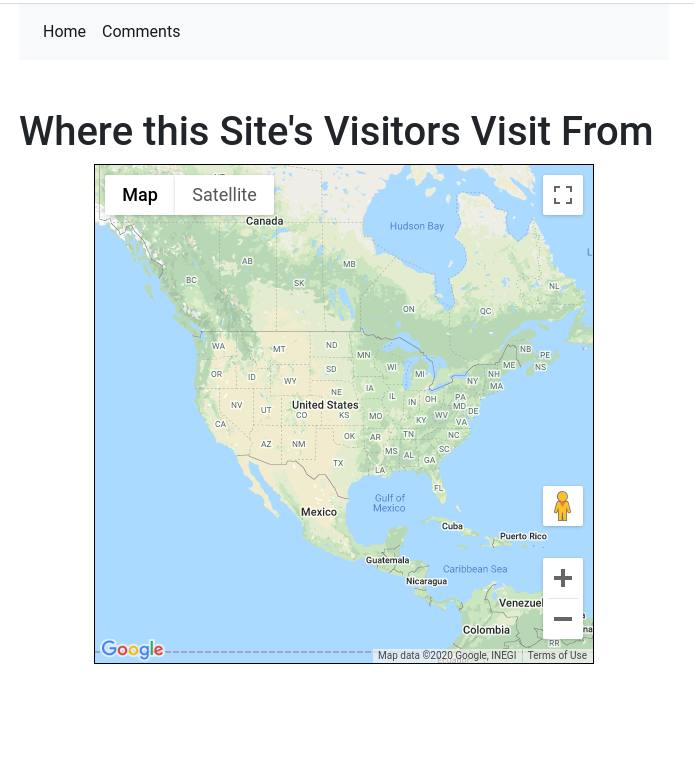 Home Comments
Where this Site's Visitors Visit From
Map Satellite
Canada
Hudson Bay
AB
MB
BC
SK
NL
ON
QC
WA
MT
ND
MN
NB
PE
ME
NS
OR
ID
SD
WI
MI
NH
NY
MA
WY
NE
IA
IL
IN
OH
PA
MD
DE
NV
UT
United States
CO
KS
MO
KY
WV
VA
CA
AZ
NM
OK
AR
TN
NC
MS
AL
SC
GA
TX
LA
FL
Gulf of
Mexico
Mexico
Cuba
Puerto Rico
Guatemala
Caribbean Sea
Nicaragua
Venezuel
Colombia
RR
Google
Map data ©2020 Google, INEGI Terms of Use